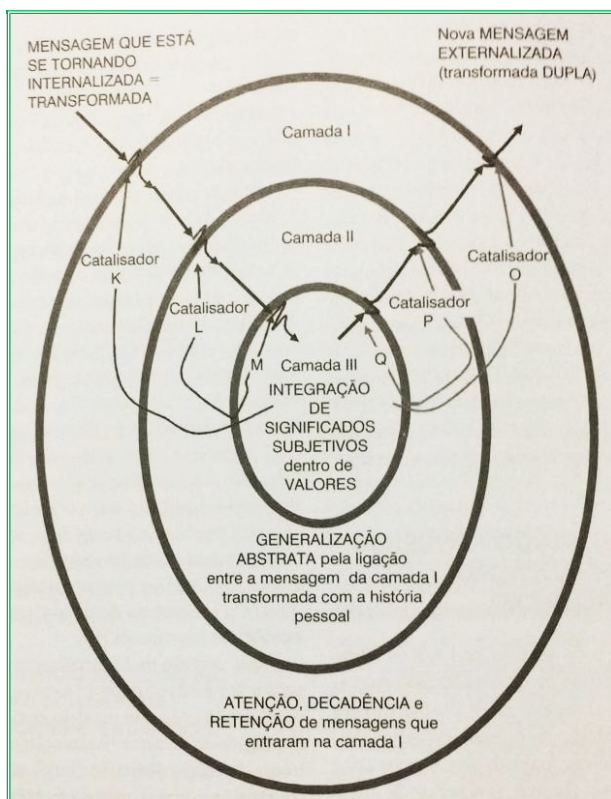 MENSAGEM QUE ESTÁ
SE TORNANDO
INTERNALIZADA =
TRANSFORMADA
Nova MENSAGEM
EXTERNALIZADA
(transformada DUPLA)
Camada I
Camada II
Catalisador
K
Catalisador
L
M
Catalisador
P
Catalisador
O
Q
Camada III
INTEGRAÇÃO
DE
SIGNIFICADOS
SUBJETIVOS
dentro de
VALORES
GENERALIZAÇÃO
ABSTRATA pela ligação
entre a mensagem da camada I
transformada com a história
pessoal
ATENÇÃO, DECADÊNCIA e
RETENÇÃO de mensagens que
entraram na camada I